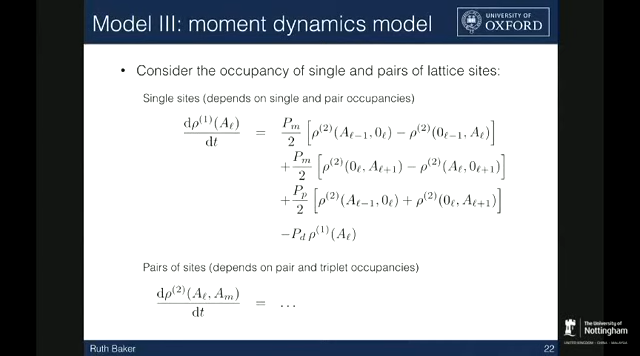 Model III: moment dynamics model
UNIVERSITY OF
OXFORD
• Consider the occupancy of single and pairs of lattice sites:
Single sites (depends on single and pair occupancies)
dρ⁽¹⁾(A_ℓ)/dt = P_m/2 [ρ⁽²⁾(A_{ℓ−1}, 0_ℓ) − ρ⁽²⁾(0_{ℓ−1}, A_ℓ)]
+ P_m/2 [ρ⁽²⁾(0_ℓ, A_{ℓ+1}) − ρ⁽²⁾(A_ℓ, 0_{ℓ+1})]
+ P_p/2 [ρ⁽²⁾(A_{ℓ−1}, 0_ℓ) + ρ⁽²⁾(0_ℓ, A_{ℓ+1})]
−P_d ρ⁽¹⁾(A_ℓ)
Pairs of sites (depends on pair and triplet occupancies)
dρ⁽²⁾(A_ℓ, A_m)/dt = ...
Ruth Baker
22
The University of
Nottingham
UNITED KINGDOM · CHINA · MALAYSIA